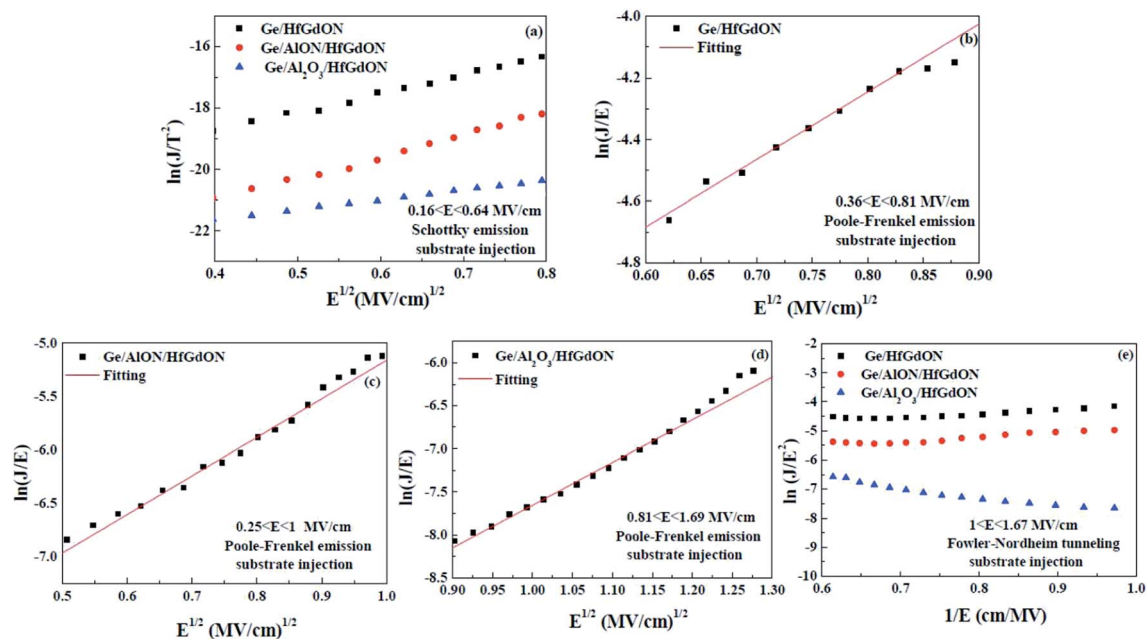 (a)
Ge/HfGdON
Ge/AlON/HfGdON
Ge/Al₂O₃/HfGdON
-16
-18
-20
-22
ln(J/T²)
0.16<E<0.64 MV/cm
Schottky emission
substrate injection
0.4 0.5 0.6 0.7 0.8
E^1/2(MV/cm)^1/2
(b)
Ge/HfGdON
Fitting
-4.0
-4.2
-4.4
-4.6
-4.8
ln(J/E)
0.36<E<0.81 MV/cm
Poole-Frenkel emission
substrate injection
0.60 0.65 0.70 0.75 0.80 0.85 0.90
E^1/2 (MV/cm)^1/2
(c)
Ge/AlON/HfGdON
Fitting
-5.0
-5.5
-6.0
-6.5
-7.0
ln(J/E)
0.25<E<1 MV/cm
Poole-Frenkel emission
substrate injection
0.5 0.6 0.7 0.8 0.9 1.0
E^1/2 (MV/cm)^1/2
(d)
Ge/Al₂O₃/HfGdON
Fitting
-6.0
-6.5
-7.0
-7.5
-8.0
-8.5
ln(J/E)
0.81<E<1.69 MV/cm
Poole-Frenkel emission
substrate injection
0.90 0.95 1.00 1.05 1.10 1.15 1.20 1.25 1.30
E^1/2 (MV/cm)^1/2
(e)
Ge/HfGdON
Ge/AlON/HfGdON
Ge/Al₂O₃/HfGdON
-2
-3
-4
-5
-6
-7
-8
-9
ln (J/E²)
1<E<1.67 MV/cm
Fowler-Nordheim tunneling
substrate injection
0.6 0.7 0.8 0.9 1.0
1/E (cm/MV)